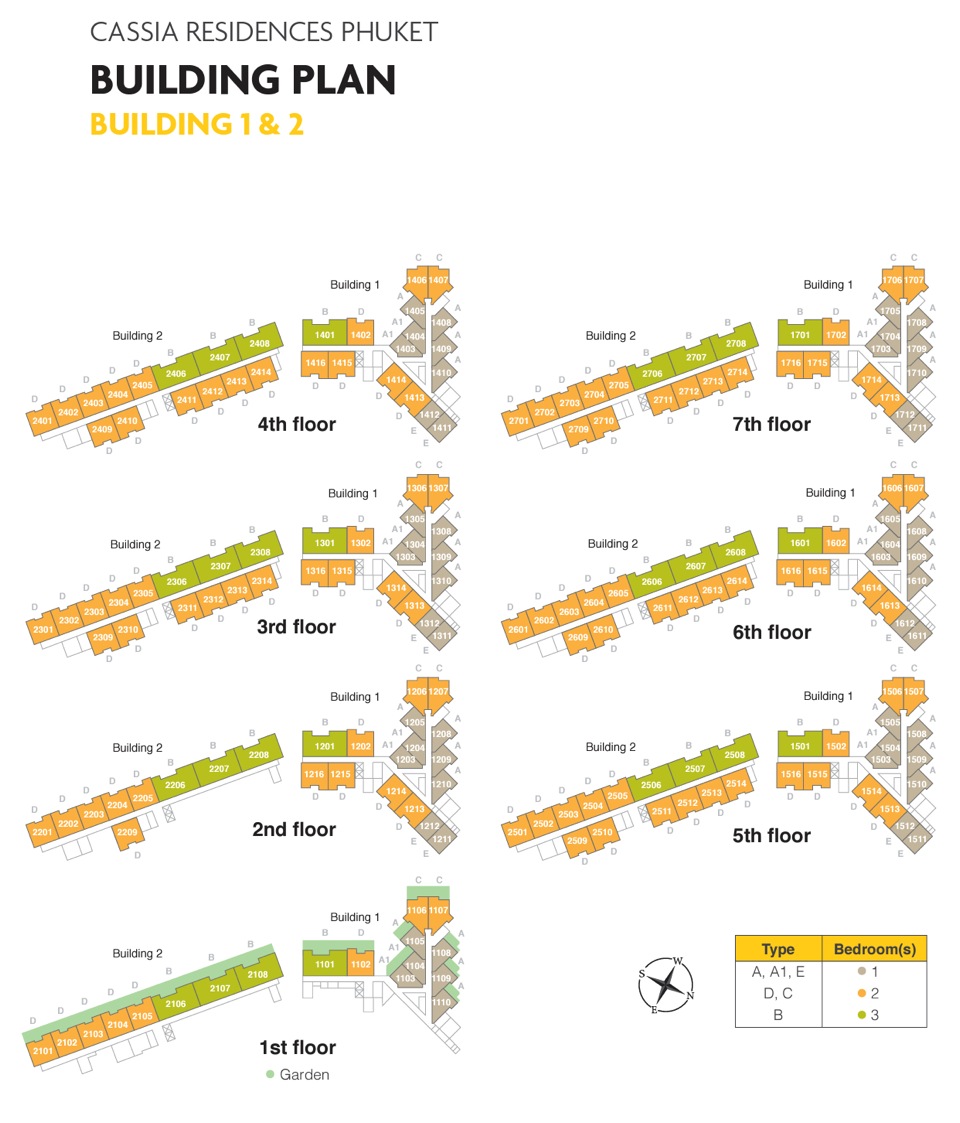 CASSIA RESIDENCES PHUKET
BUILDING PLAN
BUILDING 1 & 2
C C
Building 1
1406 1407
A
1405 A
B D
Building 2
1401 1402
A1
1404 1408
A
1403 1409
B
B
2408
2407
B
2406
1416 1415
D D
A
1410
1414
D
1413
1412
E
1411
E
D D D D D
2401 2402 2403 2404 2405
2409 2410
D D
2411 2412 2413 2414
D D
4th floor
C C
Building 1
1706 1707
A
1705 A
B D
Building 2
1701 1702
A1
1704 1708
A
1703 1709
B
B
2708
2707
B
2706
1716 1715
D D
A
1710
1714
D
1713
1712
E
1711
E
D D D D D
2701 2702 2703 2704 2705
2709 2710
D D
2711 2712 2713 2714
D D
7th floor
C C
Building 1
1306 1307
A
1305 A
B D
Building 2
1301 1302
A1
1304 1308
A
1303 1309
B
B
2308
2307
B
2306
1316 1315
D D
A
1310
1314
D
1313
1312
E
1311
E
D D D D D
2301 2302 2303 2304 2305
2309 2310
D D
2311 2312 2313 2314
D D
3rd floor
C C
Building 1
1606 1607
A
1605 A
B D
Building 2
1601 1602
A1
1604 1608
A
1603 1609
B
B
2608
2607
B
2606
1616 1615
D D
A
1610
1614
D
1613
1612
E
1611
E
D D D D D
2601 2602 2603 2604 2605
2609 2610
D D
2611 2612 2613 2614
D D
6th floor
C C
Building 1
1206 1207
A
1205 A
B D
Building 2
1201 1202
A1
1204 1208
A
1203 1209
B
B
2208
2207
B
2206
1216 1215
D D
A
1210
1214
D
1213
1212
E
1211
E
D D D D D
2201 2202 2203 2204 2205
2209
D
2nd floor
C C
Building 1
1506 1507
A
1505 A
B D
Building 2
1501 1502
A1
1504 1508
A
1503 1509
B
B
2508
2507
B
2506
1516 1515
D D
A
1510
1514
D
1513
1512
E
1511
E
D D D D D
2501 2502 2503 2504 2505
2509 2510
D D
2511 2512 2513 2514
D D
5th floor
C C
Building 1
1106 1107
A
1105 A
B D
Building 2
1101 1102
A1
1104 1108
A
1103 1109
B
B
2108
2107
B
2106
A
1110
D D D D D
2101 2102 2103 2104 2105
1st floor
Garden
W
S
N
E
Type Bedroom(s)
A, A1, E 1
D, C 2
B 3